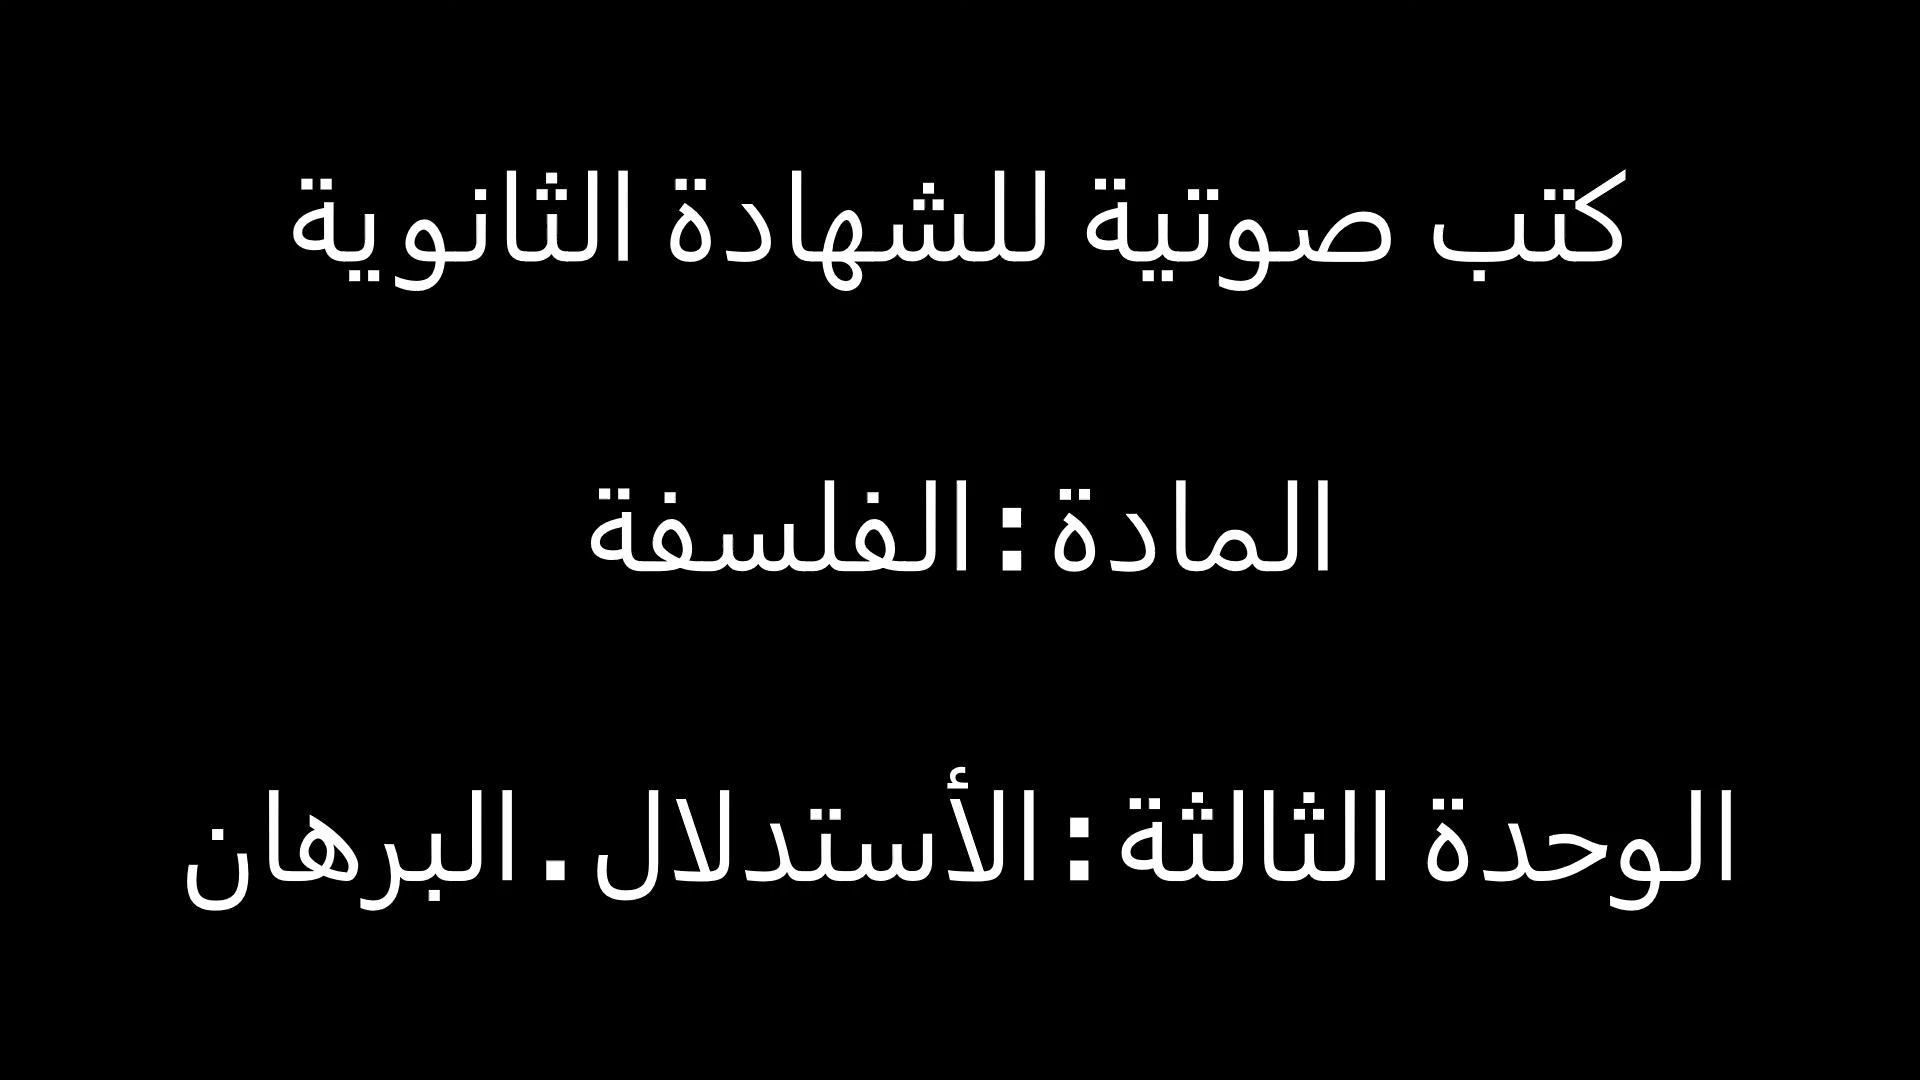 كتب صوتية للشهادة الثانوية
المادة : الفلسفة
الوحدة الثالثة : الأستدلال . البرهان